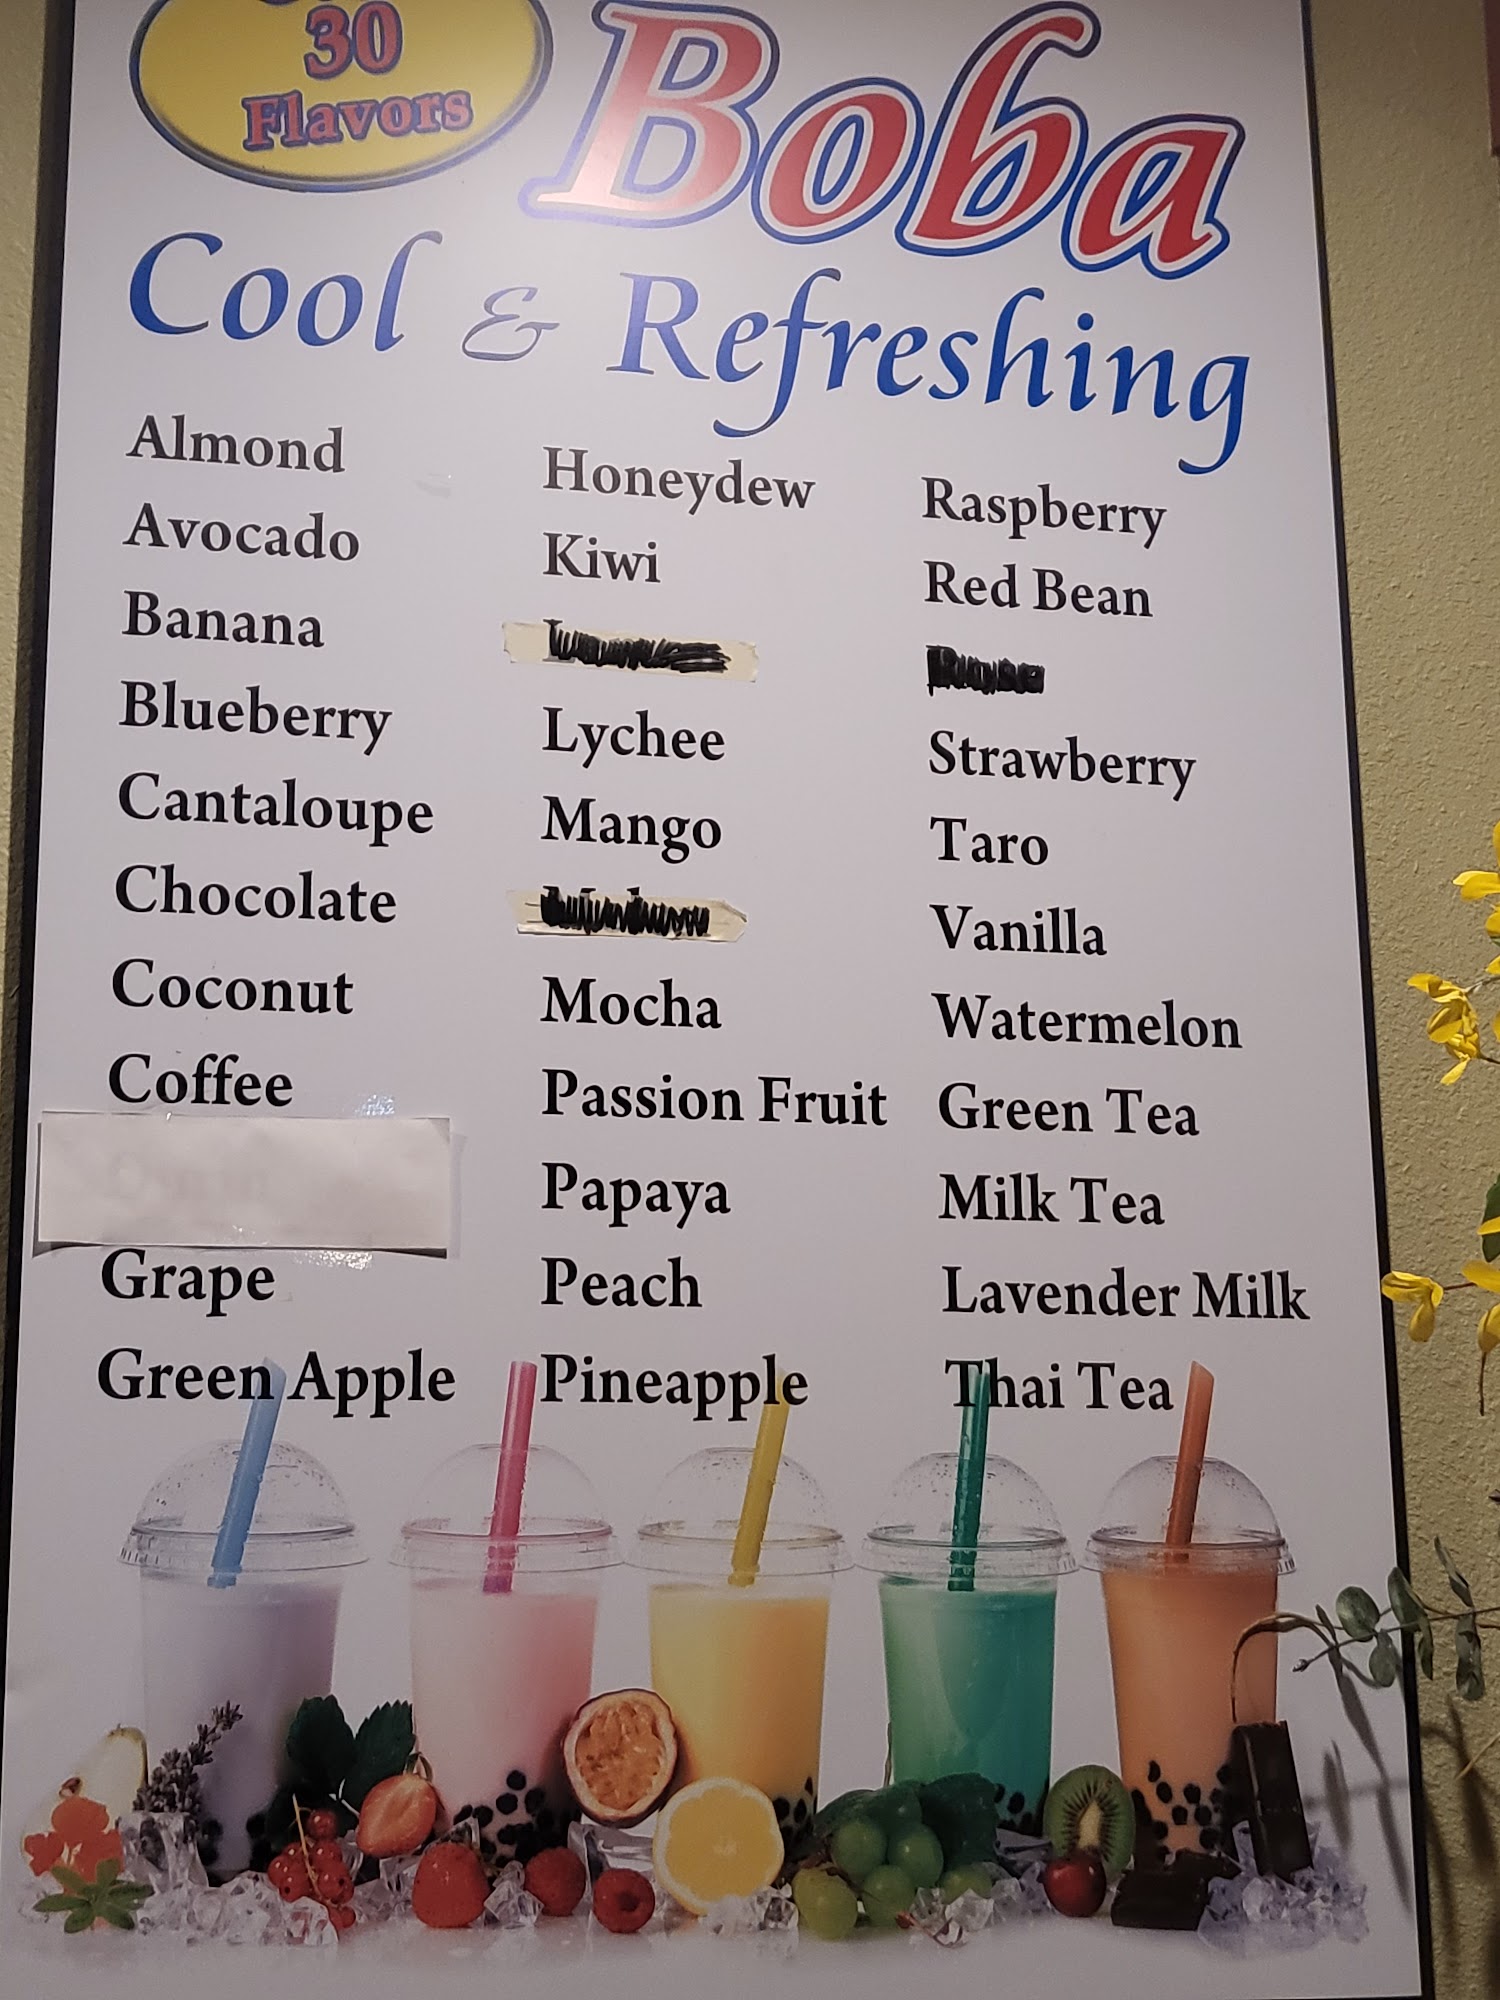 30
Flavors
Boba
Cool & Refreshing
Almond
Avocado
Banana
Blueberry
Cantaloupe
Chocolate
Coconut
Coffee
Grape
Green Apple
Honeydew
Kiwi
Lychee
Mango
Mocha
Passion Fruit
Papaya
Peach
Pineapple
Raspberry
Red Bean
Strawberry
Taro
Vanilla
Watermelon
Green Tea
Milk Tea
Lavender Milk
Thai Tea